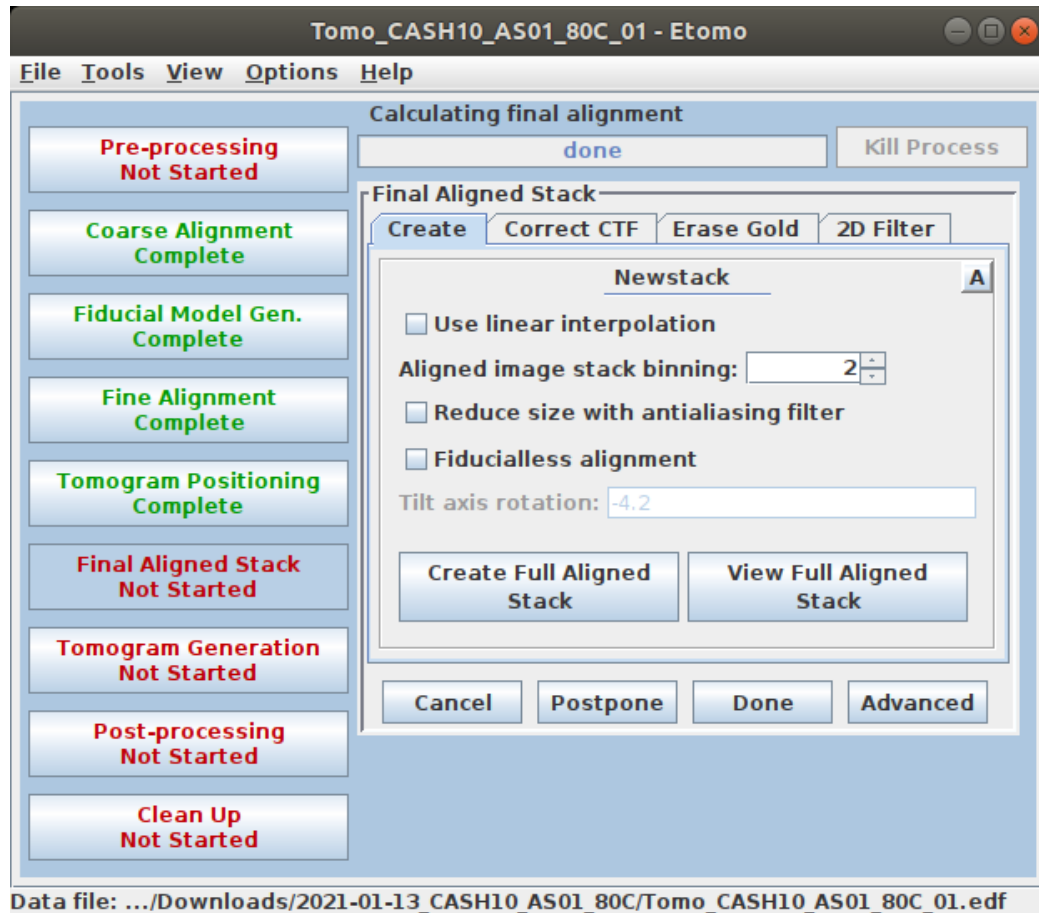 Tomo_CASH10_AS01_80C_01 - Etomo
File Tools View Options Help
Calculating final alignment
done
Kill Process
Pre-processing
Not Started
Coarse Alignment
Complete
Fiducial Model Gen.
Complete
Fine Alignment
Complete
Tomogram Positioning
Complete
Final Aligned Stack
Not Started
Tomogram Generation
Not Started
Post-processing
Not Started
Clean Up
Not Started
Final Aligned Stack
Create Correct CTF Erase Gold 2D Filter
Newstack A
Use linear interpolation
Aligned image stack binning: 2
Reduce size with antialiasing filter
Fiducialless alignment
Tilt axis rotation: -4.2
Create Full Aligned
Stack
View Full Aligned
Stack
Cancel Postpone Done Advanced
Data file: .../Downloads/2021-01-13_CASH10_AS01_80C/Tomo_CASH10_AS01_80C_01.edf